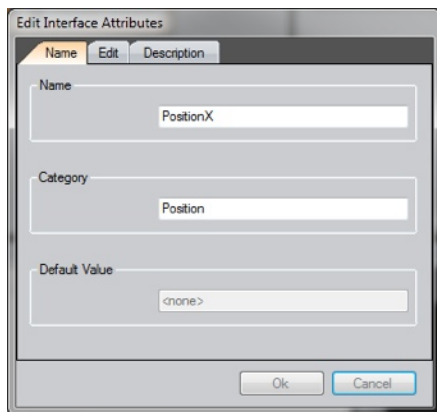 Edit Interface Attributes
Name Edit Description
Name
PositionX
Category
Position
Default Value
<none>
Ok Cancel